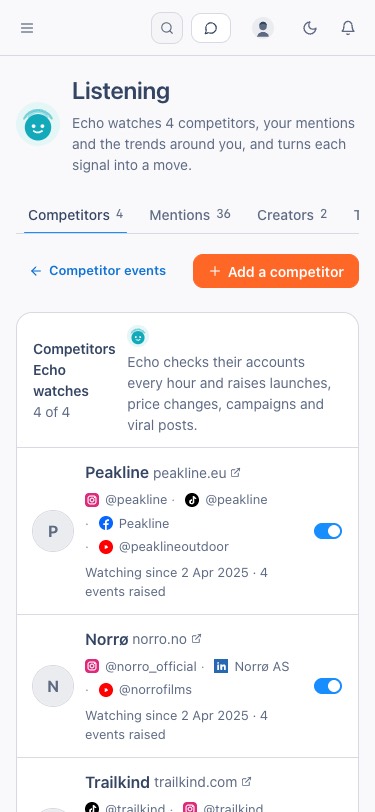 Listening
Echo watches 4 competitors, your mentions
and the trends around you, and turns each
signal into a move.
Competitors 4 Mentions 36 Creators 2 T
← Competitor events
+ Add a competitor
Competitors
Echo
watches
4 of 4
Echo checks their accounts
every hour and raises launches,
price changes, campaigns and
viral posts.
P
Peakline peakline.eu
@peakline · @peakline
· Peakline
· @peaklineoutdoor
Watching since 2 Apr 2025 · 4
events raised
N
Norrø norro.no
@norro_official · Norrø AS
· @norrofilms
Watching since 2 Apr 2025 · 4
events raised
Trailkind trailkind.com
@trailkind · @trailkind